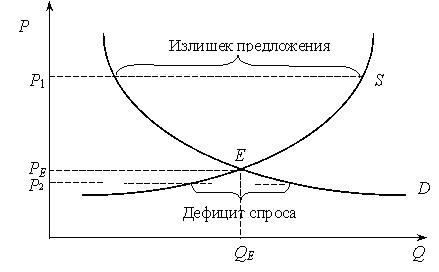 P
Излишек предложения
P1
S
E
PE
P2
D
Дефицит спроса
QE
Q